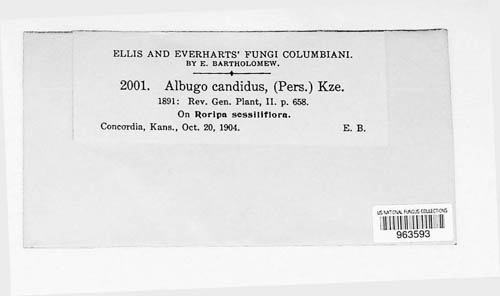 ELLIS AND EVERHARTS' FUNGI COLUMBIANI.
BY E. BARTHOLOMEW.
2001. Albugo candidus, (Pers.) Kze.
1891: Rev. Gen. Plant, II. p. 658.
On Roripa sessiliflora.
Concordia, Kans., Oct. 20, 1904. E. B.
US NATIONAL FUNGUS COLLECTIONS
963593